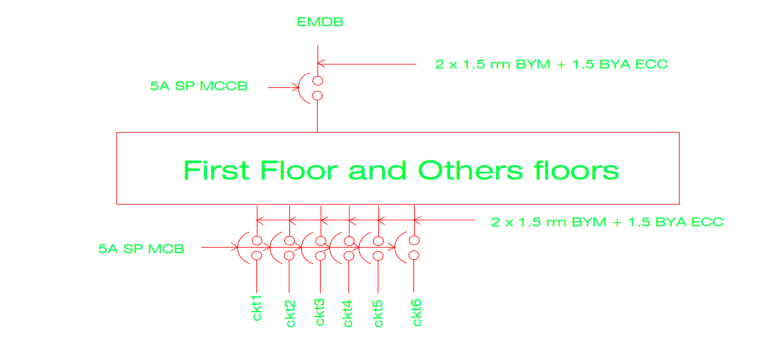 EMDB
2 x 1.5 rm BYM + 1.5 BYA ECC
5A SP MCCB
First Floor and Others floors
2 x 1.5 rm BYM + 1.5 BYA ECC
5A SP MCB
ckt1
ckt2
ckt3
ckt4
ckt5
ckt6